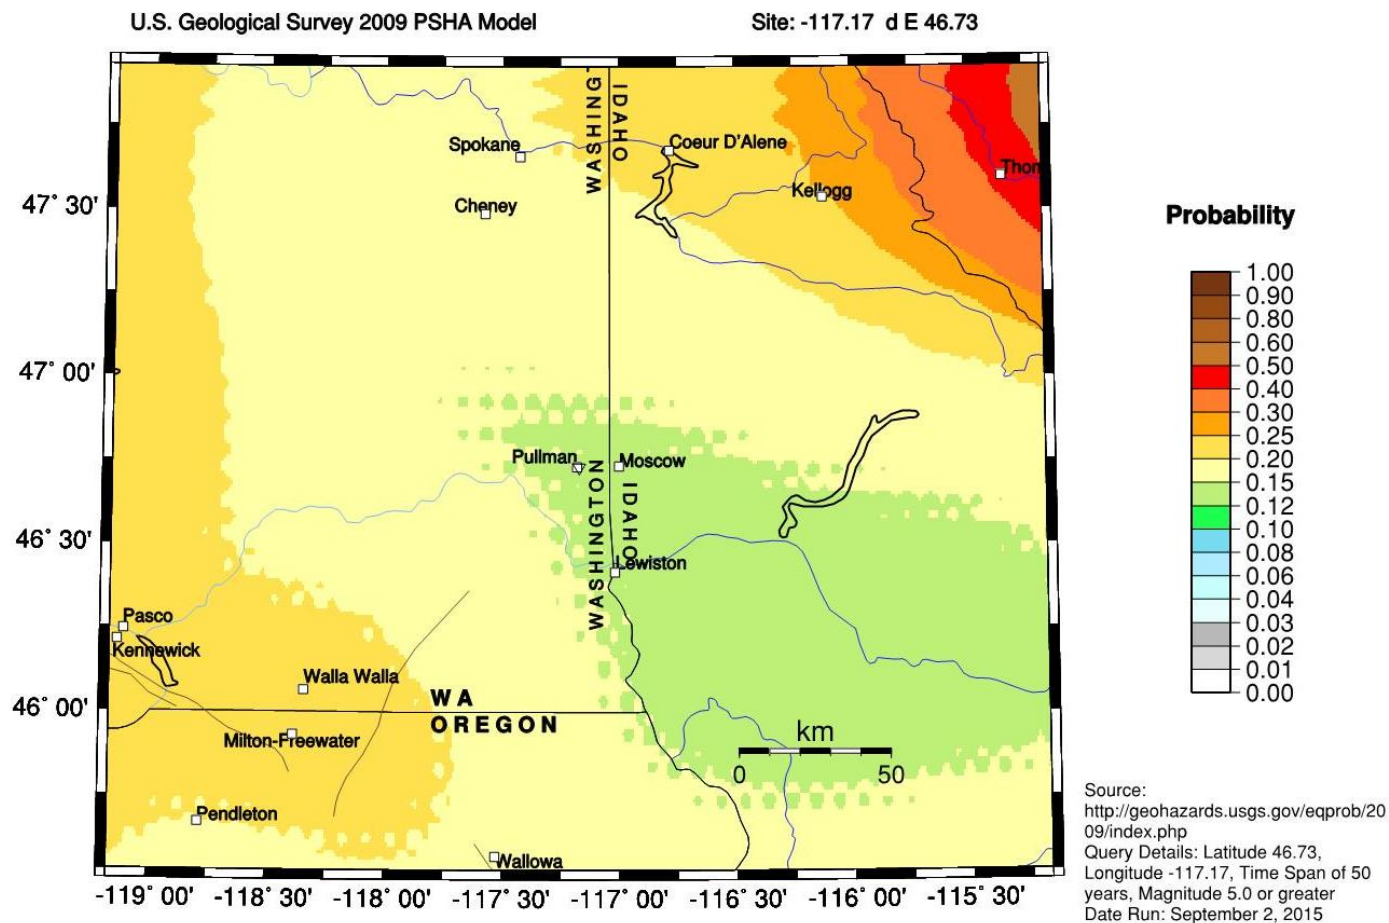 U.S. Geological Survey 2009 PSHA Model
Site: -117.17 d E 46.73
WASHINGT
IDAHO
Spokane
Coeur D'Alene
Thom
Cheney
Kellogg
47° 30'
47° 00'
46° 30'
46° 00'
Pullman
Moscow
WASHINGTON
IDAHO
Lewiston
Pasco
Kennewick
Walla Walla
WA
OREGON
Milton-Freewater
Pendleton
Wallowa
km
0 50
-119° 00' -118° 30' -118° 00' -117° 30' -117° 00' -116° 30' -116° 00' -115° 30'
Probability
1.00
0.90
0.80
0.60
0.50
0.40
0.30
0.25
0.20
0.15
0.12
0.10
0.08
0.06
0.04
0.03
0.02
0.01
0.00
Source:
http://geohazards.usgs.gov/eqprob/20
09/index.php
Query Details: Latitude 46.73,
Longitude -117.17, Time Span of 50
years, Magnitude 5.0 or greater
Date Run: September 2, 2015